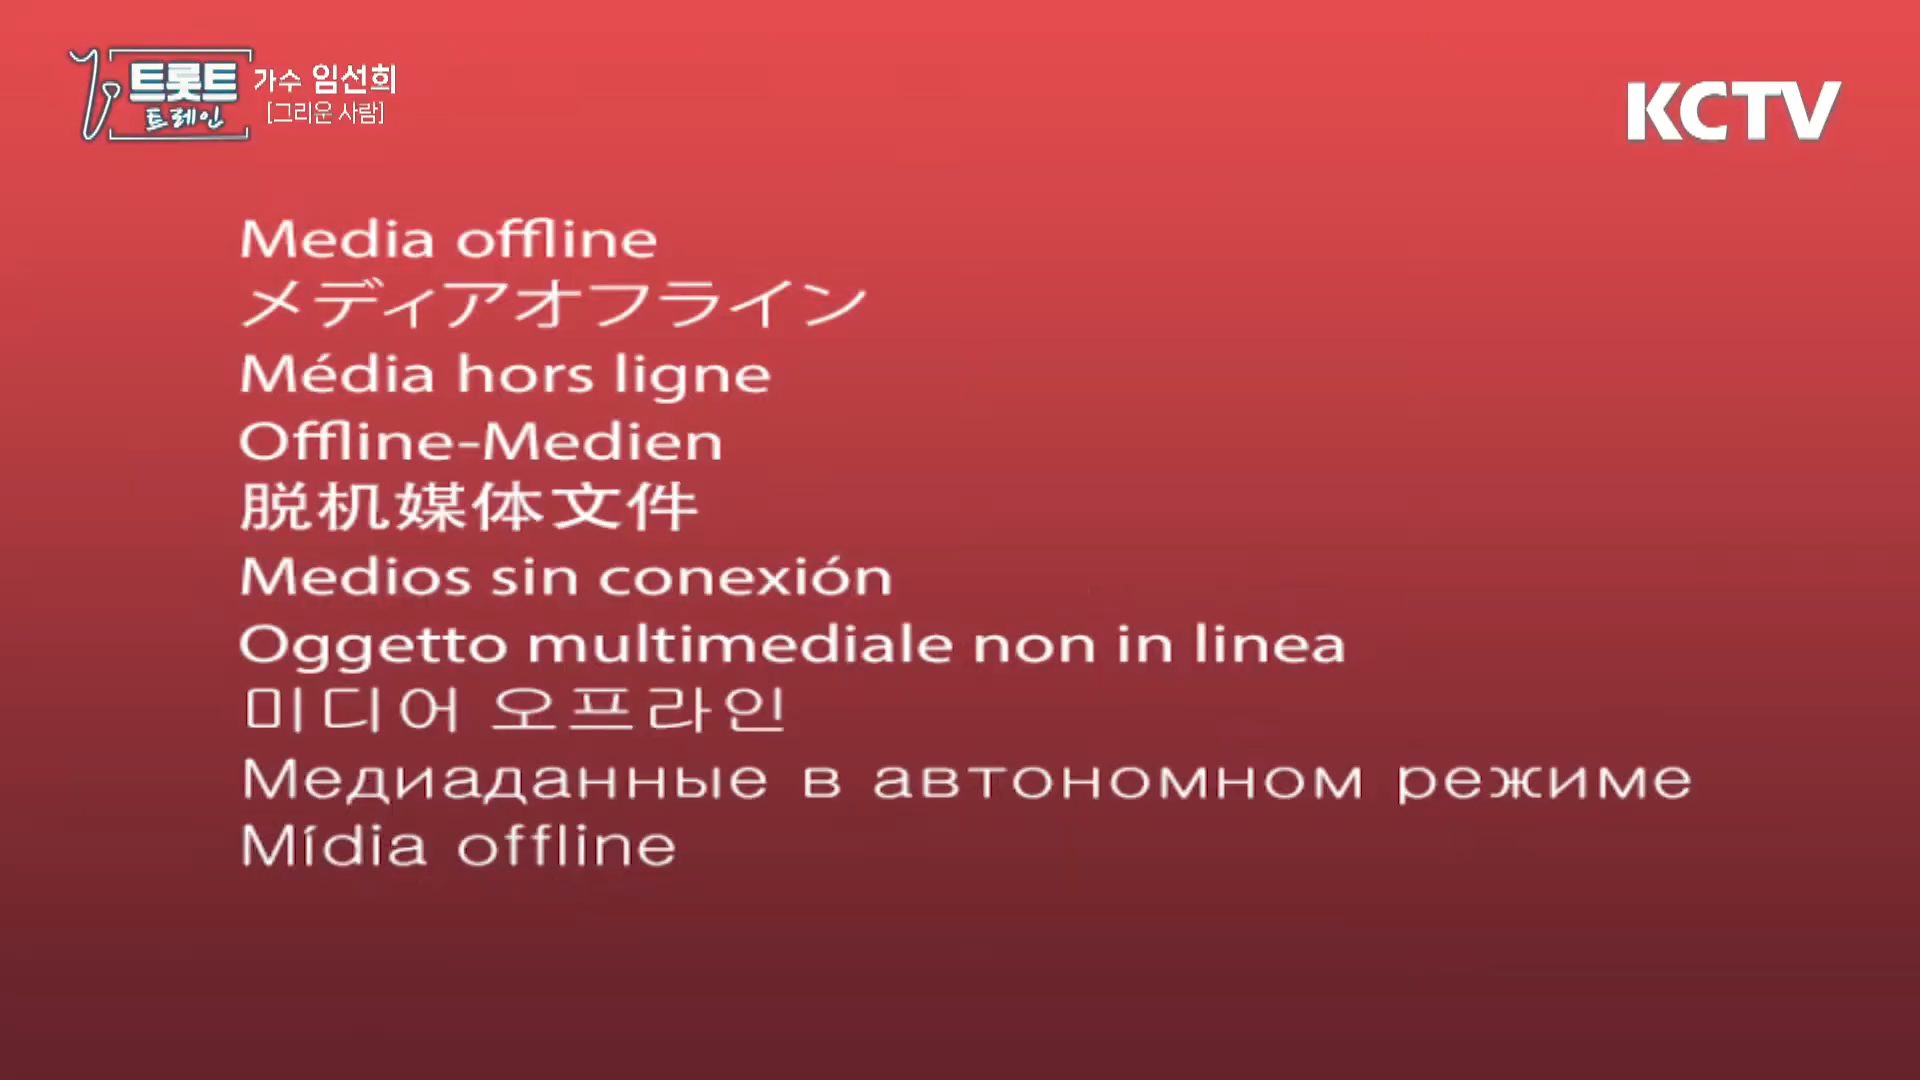 트롯트
트레인
가수 임선희
[그리운 사람]
KCTV
Media offline
メディアオフライン
Média hors ligne
Offline-Medien
脱机媒体文件
Medios sin conexión
Oggetto multimediale non in linea
미디어 오프라인
Медиаданные в автономном режиме
Mídia offline